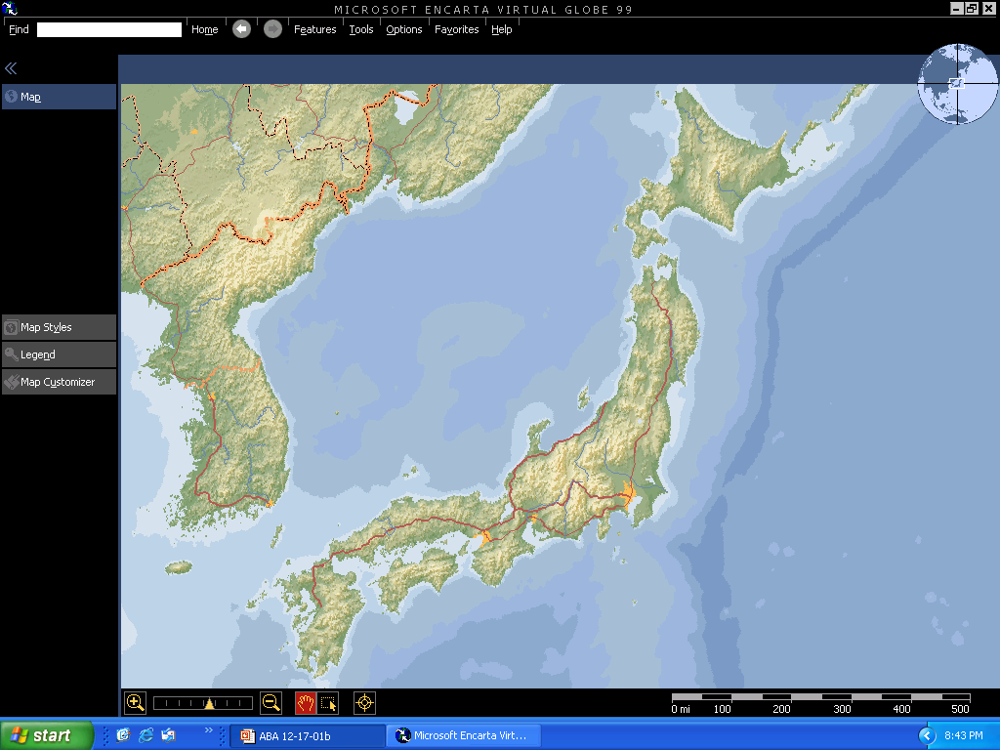 MICROSOFT ENCARTA VIRTUAL GLOBE 99
Find Home Features Tools Options Favorites Help
Map
Map Styles
Legend
Map Customizer
0 mi 100 200 300 400 500
start ABA 12-17-01b Microsoft Encarta Virt... 8:43 PM